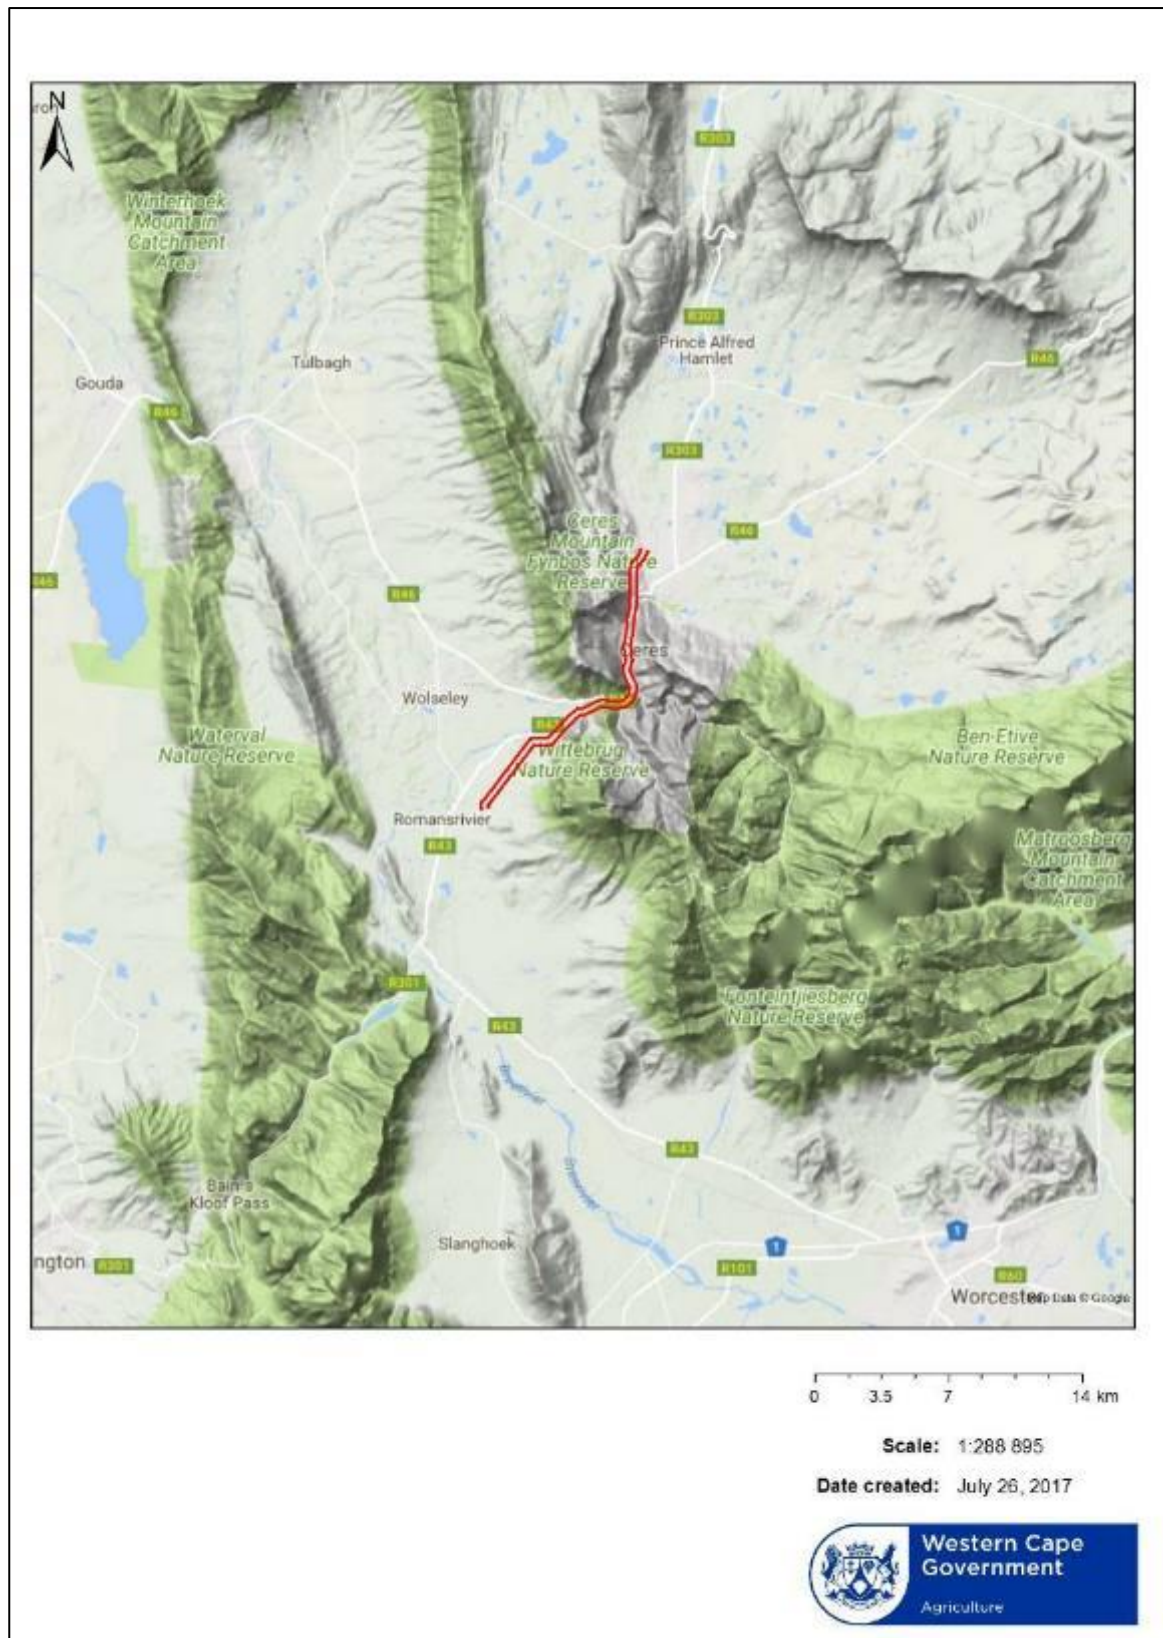 N
R303
Winterhoek
Mountain
Catchment
Area
R303
Prince Alfred
Hamlet
Tulbagh
R46
Gouda
R46
R303
Ceres
Mountain
Fynbos Nature
Reserve
R46
R46
R46
Ceres
Wolseley
Waterval
Nature Reserve
Wittebrug
Nature Reserve
Ben-Etive
Nature Reserve
Romansrivier
R43
Matroosberg
Mountain
Catchment
Area
R301
Fonteintjiesberg
Nature Reserve
R43
R43
Bain's
Kloof Pass
Slanghoek
1
1
ngton
R301
R101
R60
Worcester
Map Data © Google
0 3.5 7 14 km
Scale: 1:288 895
Date created: July 26, 2017
Western Cape
Government
Agriculture